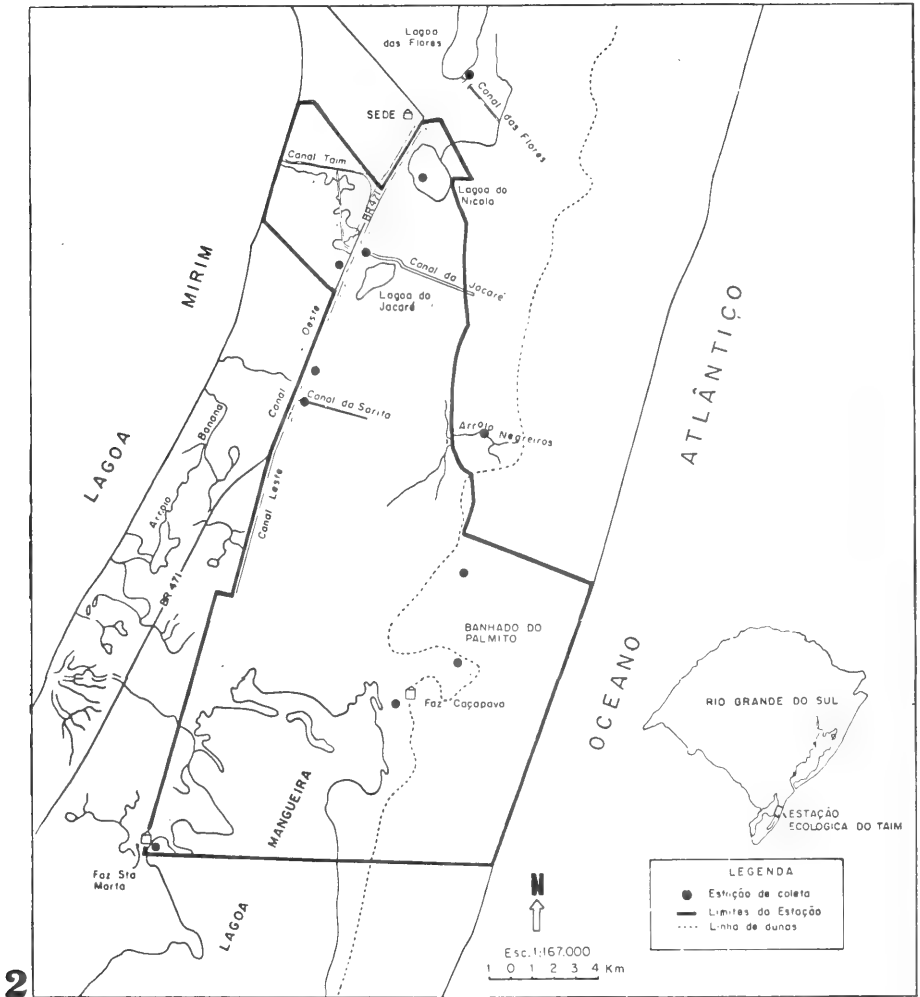 Lagoa
das Flores
Canal das Flores
SEDE
Canal Taim
BR 471
Lagoa do
Nicola
MIRIM
Canal do Jacaré
Lagoa do
Jacaré
Oeste
Canal
ATLÂNTICO
Canal da Sarita
Arroio Negreiros
Banana
Arroio
LAGOA
Canal Leste
BR 471
BANHADO DO
PALMITO
OCEANO
RIO GRANDE DO SUL
Faz Caçapava
MANGUEIRA
ESTAÇÃO
ECOLOGICA DO TAIM
Faz Sta
Marta
LAGOA
N
LEGENDA
Estação de coleta
Limites da Estação
Linha de dunas
Esc. 1:167.000
1 0 1 2 3 4 Km
2